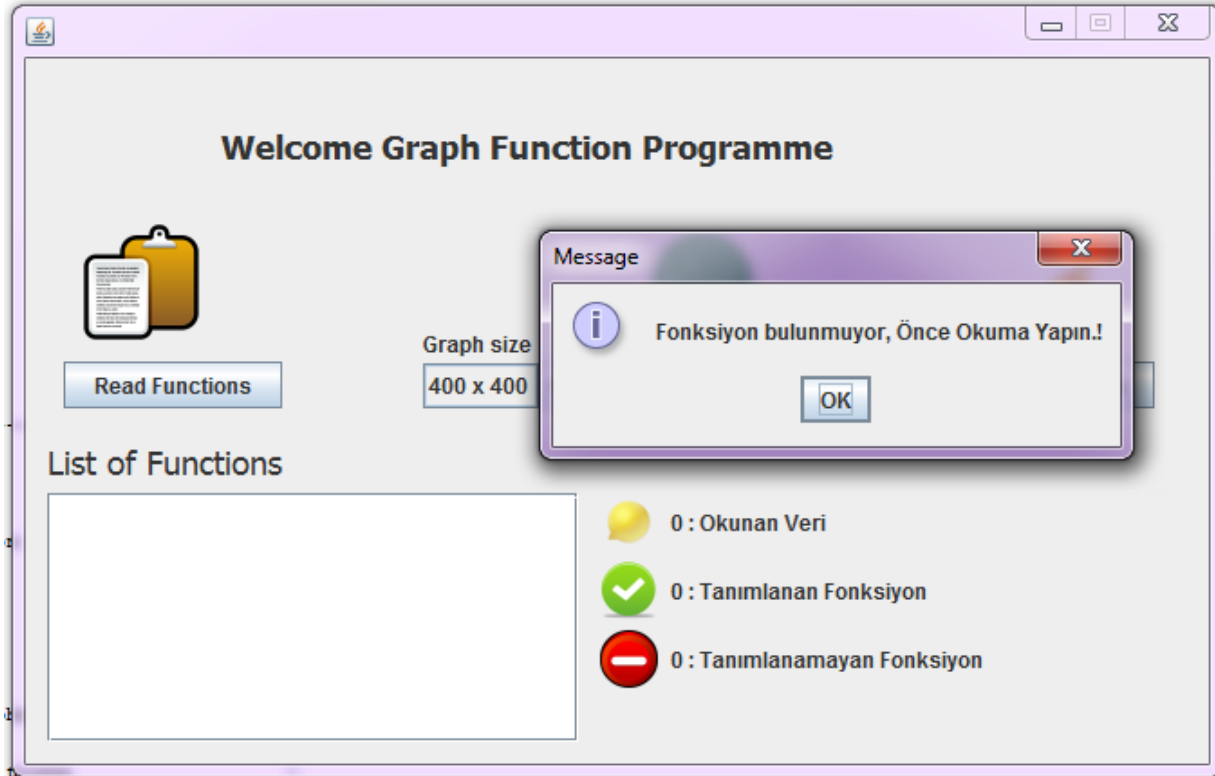 Welcome Graph Function Programme
Message
Fonksiyon bulunmuyor, Önce Okuma Yapın.!
OK
Graph size
Read Functions
400 x 400
List of Functions
0 : Okunan Veri
0 : Tanımlanan Fonksiyon
0 : Tanımlanamayan Fonksiyon